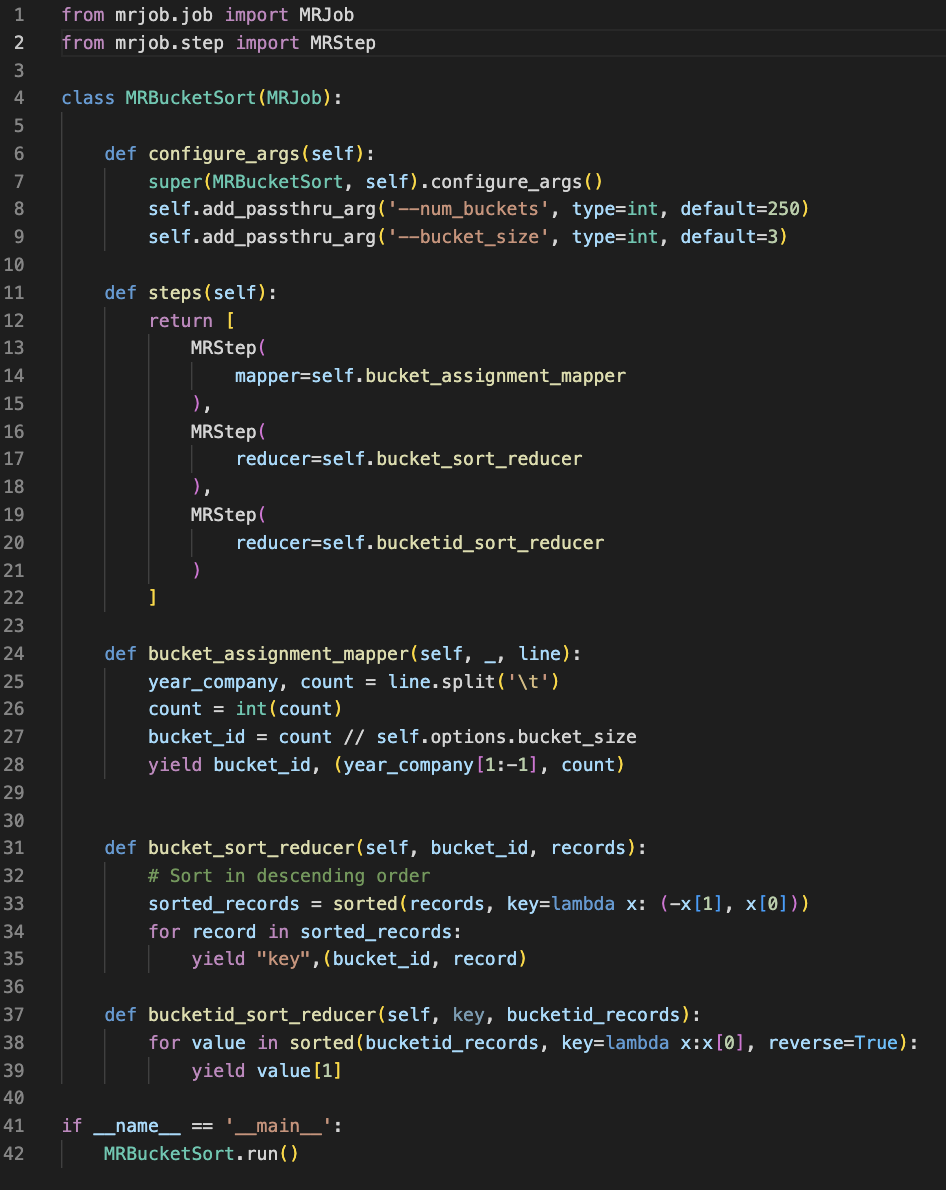 1 from mrjob.job import MRJob
2 from mrjob.step import MRStep
3
4 class MRBucketSort(MRJob):
5
6     def configure_args(self):
7         super(MRBucketSort, self).configure_args()
8         self.add_passthru_arg('--num_buckets', type=int, default=250)
9         self.add_passthru_arg('--bucket_size', type=int, default=3)
10
11     def steps(self):
12         return [
13             MRStep(
14                 mapper=self.bucket_assignment_mapper
15             ),
16             MRStep(
17                 reducer=self.bucket_sort_reducer
18             ),
19             MRStep(
20                 reducer=self.bucketid_sort_reducer
21             )
22         ]
23
24     def bucket_assignment_mapper(self, _, line):
25         year_company, count = line.split('\t')
26         count = int(count)
27         bucket_id = count // self.options.bucket_size
28         yield bucket_id, (year_company[1:-1], count)
29
30
31     def bucket_sort_reducer(self, bucket_id, records):
32         # Sort in descending order
33         sorted_records = sorted(records, key=lambda x: (-x[1], x[0]))
34         for record in sorted_records:
35             yield "key",(bucket_id, record)
36
37     def bucketid_sort_reducer(self, key, bucketid_records):
38         for value in sorted(bucketid_records, key=lambda x:x[0], reverse=True):
39             yield value[1]
40
41 if __name__ == '__main__':
42     MRBucketSort.run()